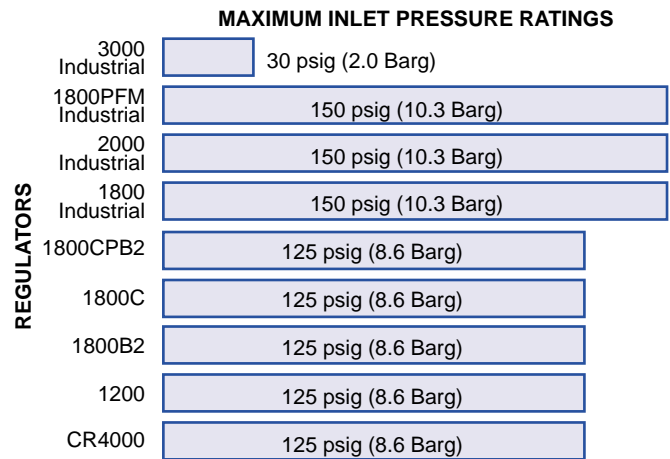 MAXIMUM INLET PRESSURE RATINGS
REGULATORS
3000
Industrial
30 psig (2.0 Barg)
1800PFM
Industrial
150 psig (10.3 Barg)
2000
Industrial
150 psig (10.3 Barg)
1800
Industrial
150 psig (10.3 Barg)
1800CPB2
125 psig (8.6 Barg)
1800C
125 psig (8.6 Barg)
1800B2
125 psig (8.6 Barg)
1200
125 psig (8.6 Barg)
CR4000
125 psig (8.6 Barg)